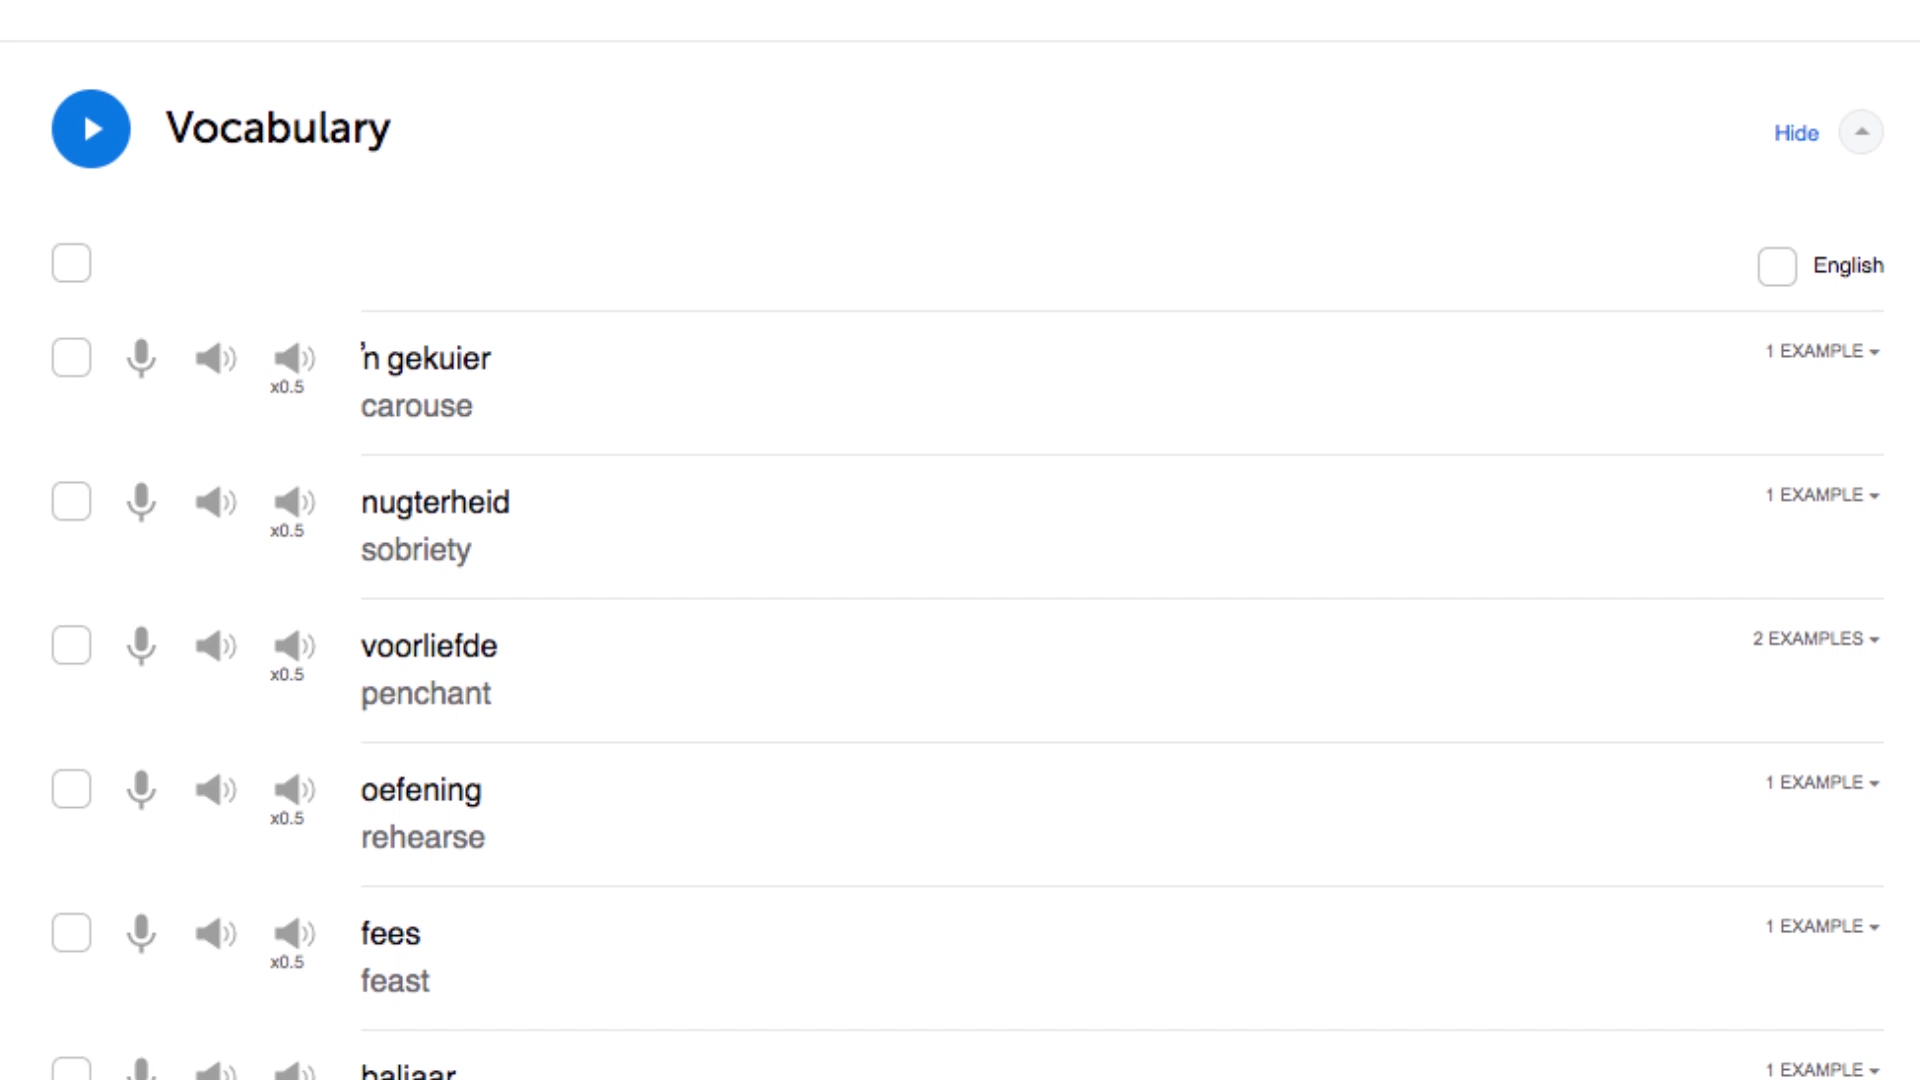 Vocabulary
Hide
English
'n gekuier
1 EXAMPLE
x0.5
carouse
nugterheid
1 EXAMPLE
x0.5
sobriety
voorliefde
2 EXAMPLES
x0.5
penchant
oefening
1 EXAMPLE
x0.5
rehearse
fees
1 EXAMPLE
x0.5
feast
baljaar
1 EXAMPLE